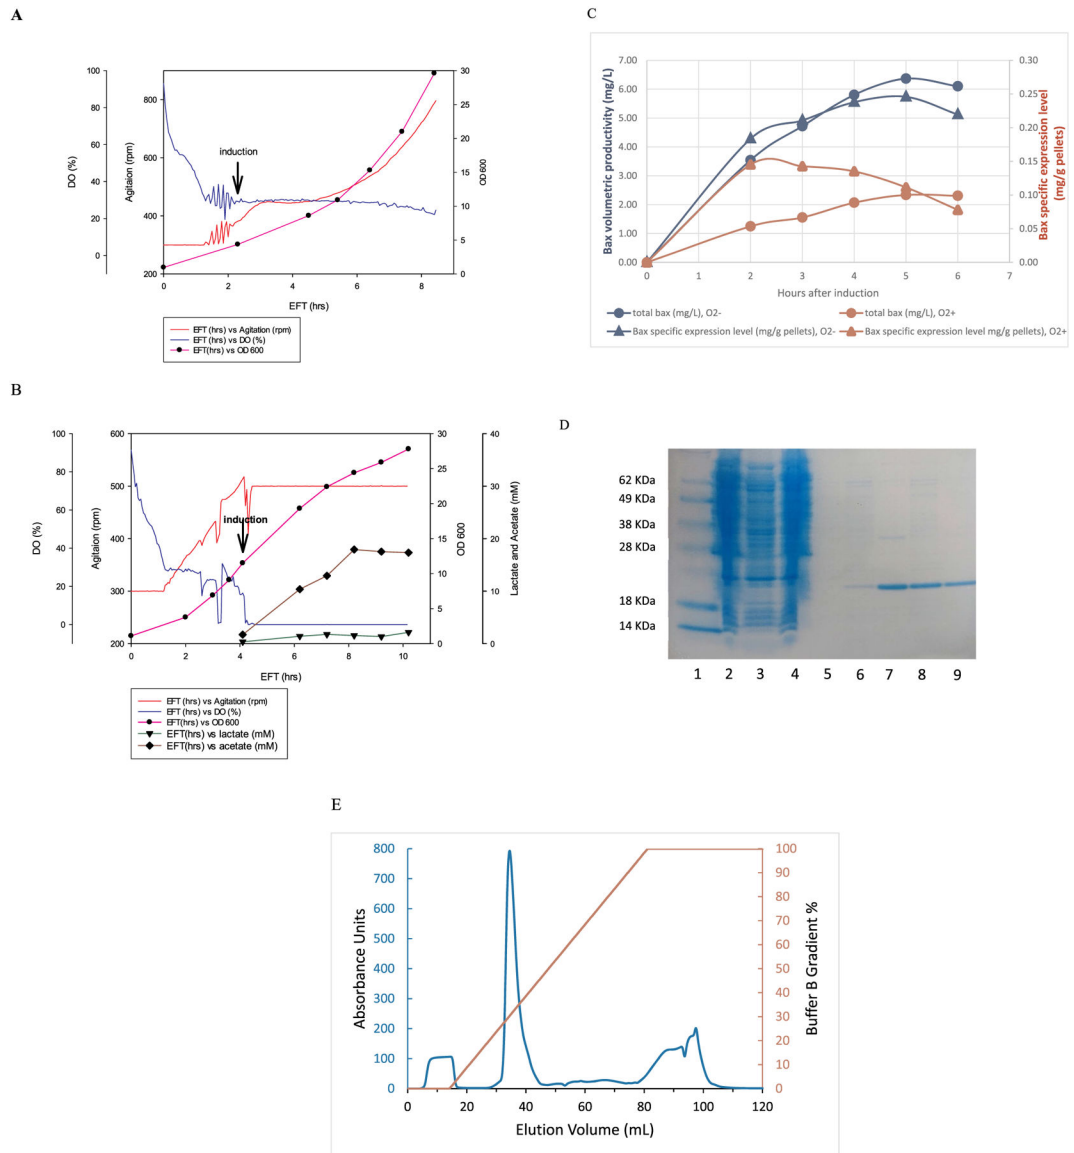 A
100
80
60
40
20
0
DO (%)
800
600
400
200
Agitaion (rpm)
induction
30
25
20
15
10
5
0
OD 600
0
2
4
6
8
EFT (hrs)
EFT (hrs) vs Agitation (rpm)
EFT (hrs) vs DO (%)
EFT(hrs) vs OD 600
B
100
80
60
40
20
0
DO (%)
600
500
400
300
200
Agitaion (rpm)
induction
30
25
20
15
10
5
0
OD 600
40
30
20
10
0
Lactate and Acetate (mM)
0
2
4
6
8
10
EFT (hrs)
EFT (hrs) vs Agitation (rpm)
EFT (hrs) vs DO (%)
EFT(hrs) vs OD 600
EFT(hrs) vs lactate (mM)
EFT(hrs) vs acetate (mM)
C
Bax volumetric productivity (mg/L)
7.00
6.00
5.00
4.00
3.00
2.00
1.00
0.00
0.30
0.25
0.20
0.15
0.10
0.05
0.00
Bax specific expression level
(mg/g pellets)
0 1 2 3 4 5 6 7
Hours after induction
total bax (mg/L), O2-
total bax (mg/L), O2+
Bax specific expression level (mg/g pellets), O2-
Bax specific expression level mg/g pellets), O2+
D
62 KDa
49 KDa
38 KDa
28 KDa
18 KDa
14 KDa
1 2 3 4 5 6 7 8 9
E
Absorbance Units
800
700
600
500
400
300
200
100
0
100
90
80
70
60
50
40
30
20
10
0
Buffer B Gradient %
0 20 40 60 80 100 120
Elution Volume (mL)